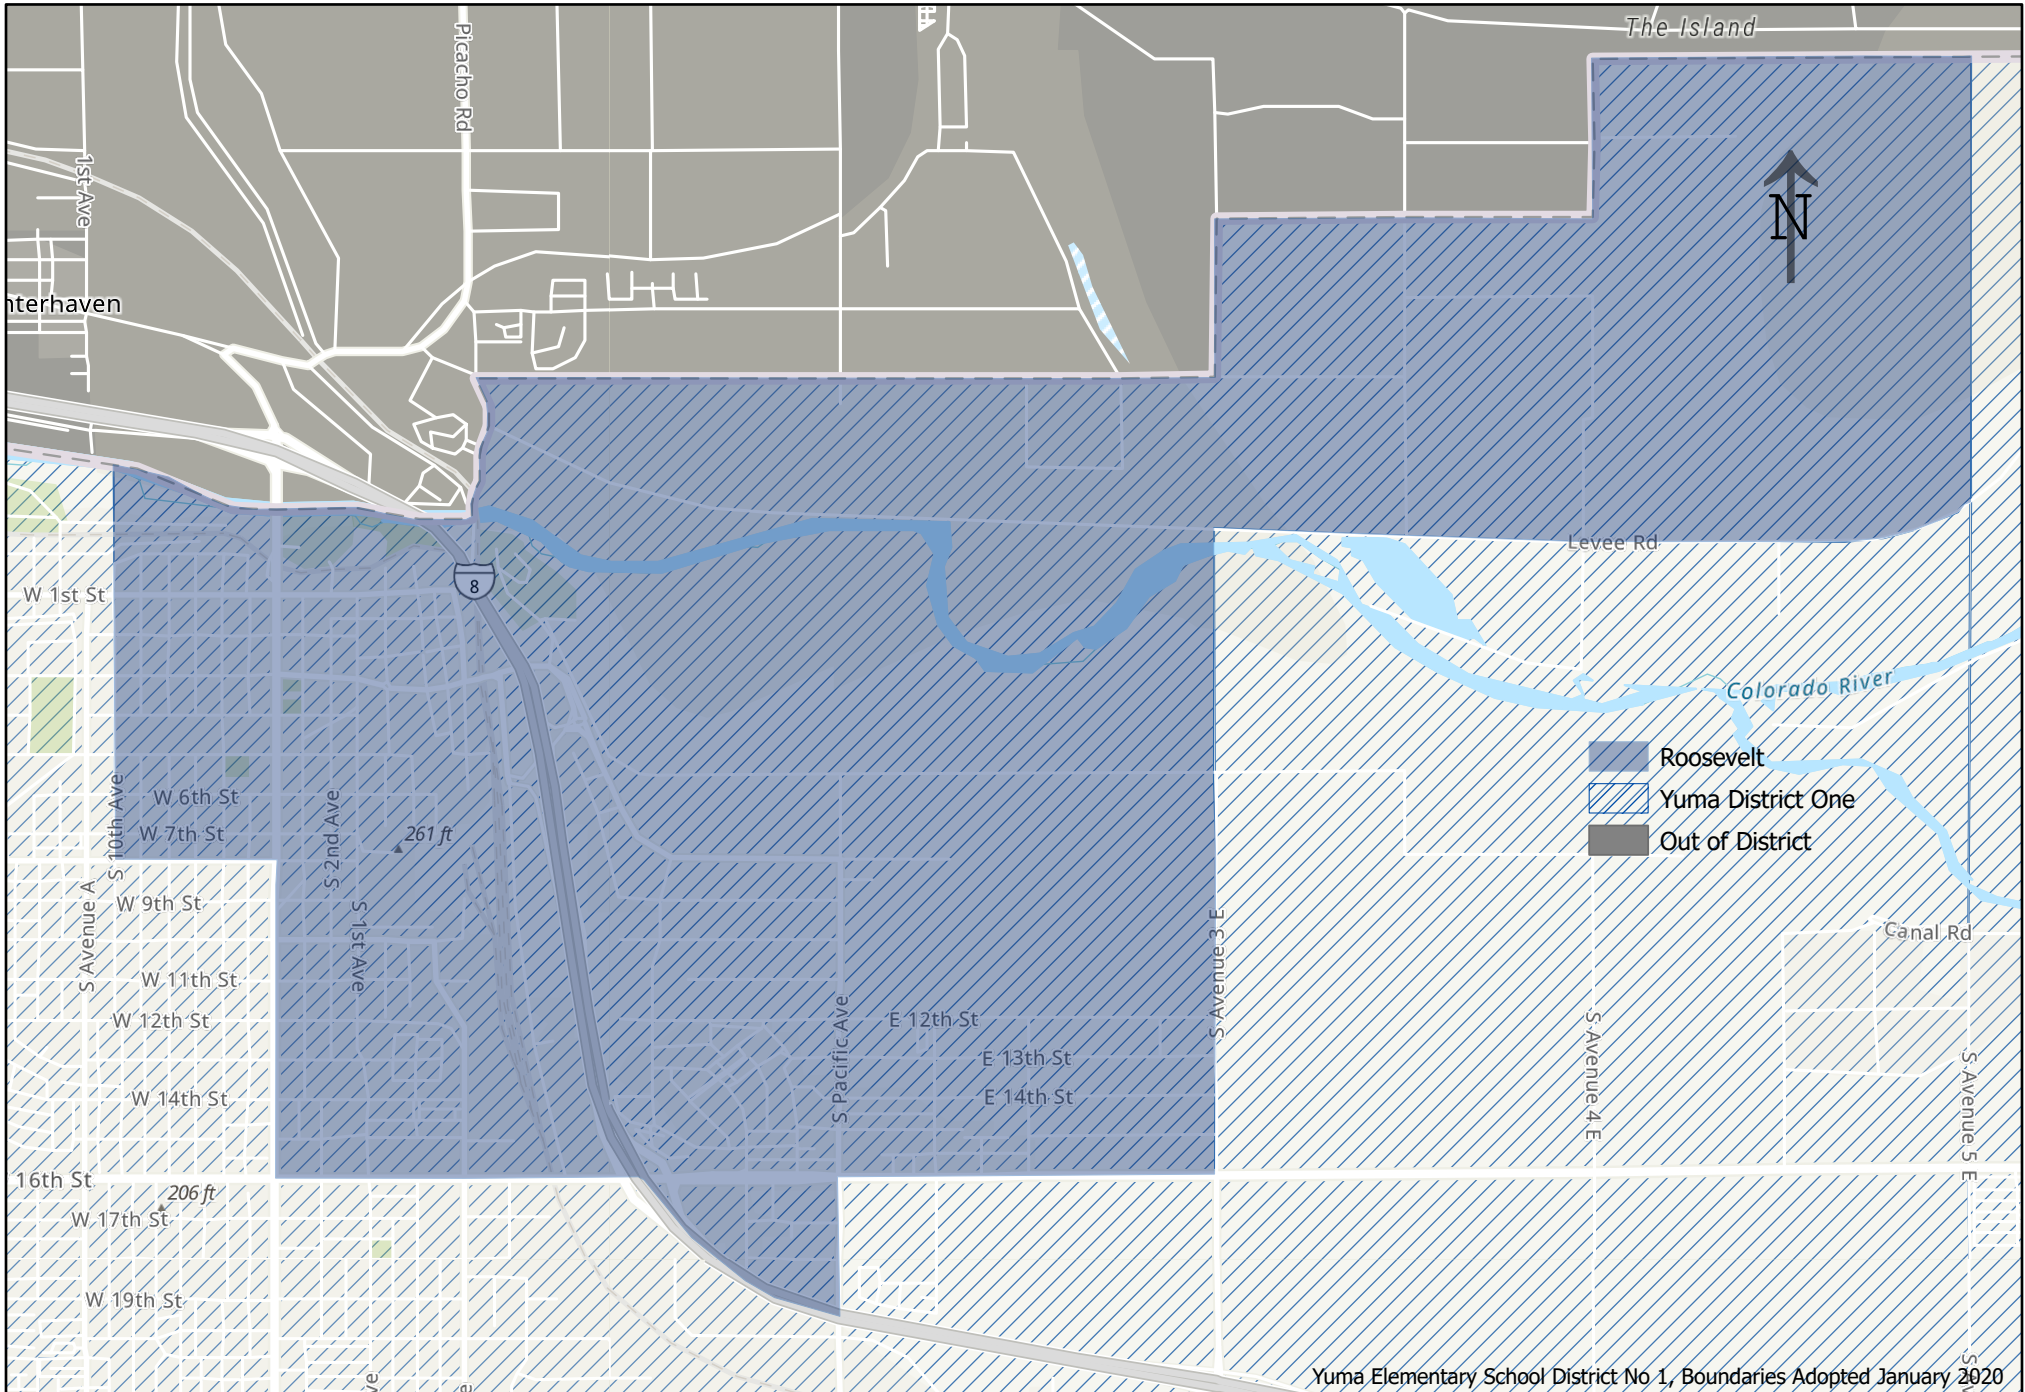 The Island
Picacho Rd
1st Ave
N
nterhaven
Levee Rd
8
W 1st St
Colorado River
Roosevelt
Yuma District One
Out of District
S 10th Ave
W 6th St
W 7th St
S 2nd Ave
261 ft
S Avenue A
W 9th St
S 1st Ave
W 11th St
W 12th St
W 14th St
S Pacific Ave
E 12th St
E 13th St
E 14th St
S Avenue 3 E
Canal Rd
S Avenue 4 E
S Avenue 5 E
16th St
206 ft
W 17th St
W 19th St
ve
e
S
Yuma Elementary School District No 1, Boundaries Adopted January 2020